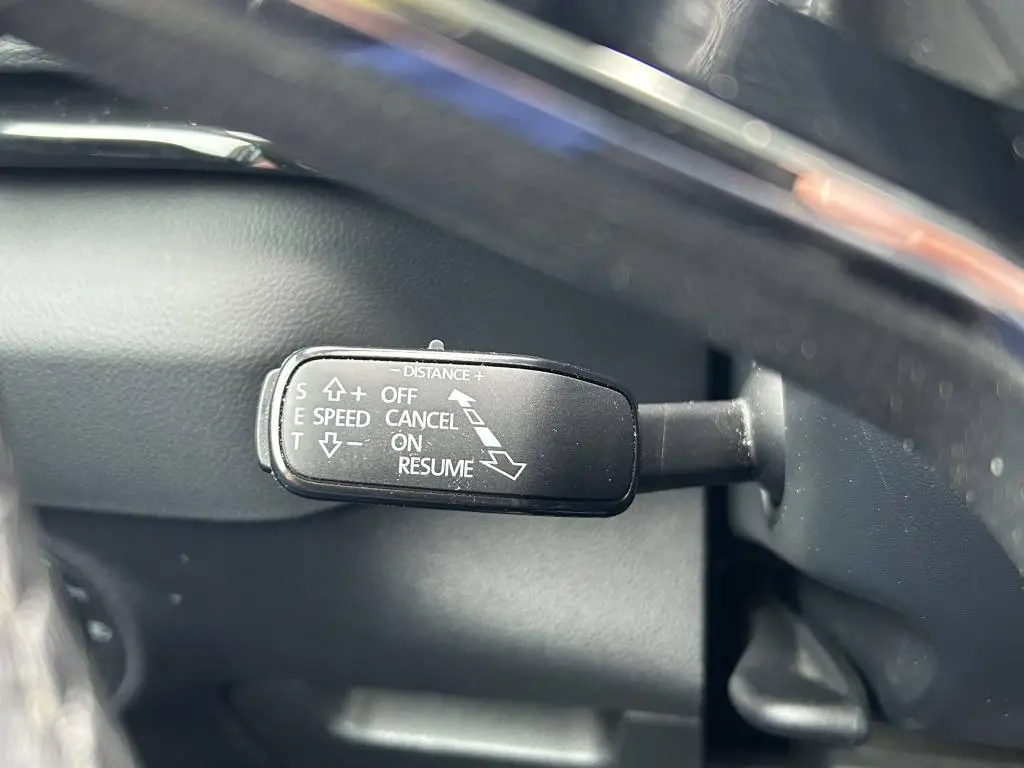 − DISTANCE +
S + OFF
E SPEED CANCEL
T − ON
RESUME